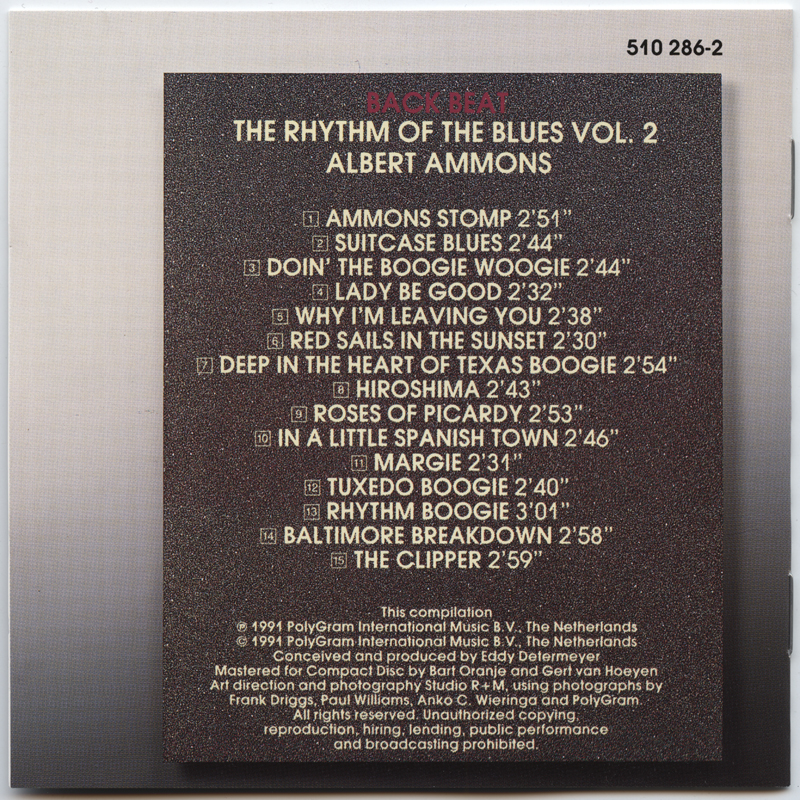 510 286-2
BACK BEAT
THE RHYTHM OF THE BLUES VOL. 2
ALBERT AMMONS
1 AMMONS STOMP 2'51"
2 SUITCASE BLUES 2'44"
3 DOIN' THE BOOGIE WOOGIE 2'44"
4 LADY BE GOOD 2'32"
5 WHY I'M LEAVING YOU 2'38"
6 RED SAILS IN THE SUNSET 2'30"
7 DEEP IN THE HEART OF TEXAS BOOGIE 2'54"
8 HIROSHIMA 2'43"
9 ROSES OF PICARDY 2'53"
10 IN A LITTLE SPANISH TOWN 2'46"
11 MARGIE 2'31"
12 TUXEDO BOOGIE 2'40"
13 RHYTHM BOOGIE 3'01"
14 BALTIMORE BREAKDOWN 2'58"
15 THE CLIPPER 2'59"
This compilation
℗ 1991 PolyGram International Music B.V., The Netherlands
© 1991 PolyGram International Music B.V., The Netherlands
Conceived and produced by Eddy Determeyer
Mastered for Compact Disc by Bart Oranje and Gert van Hoeyen
Art direction and photography Studio R+M, using photographs by
Frank Driggs, Paul Williams, Anko C. Wieringa and PolyGram.
All rights reserved. Unauthorized copying,
reproduction, hiring, lending, public performance
and broadcasting prohibited.